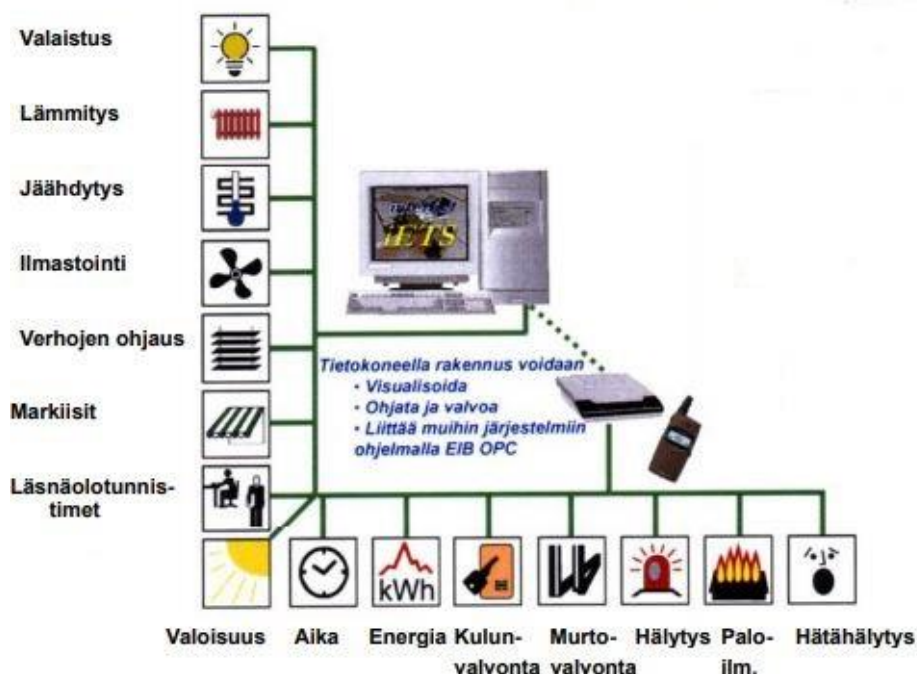 Valaistus
Lämmitys
Jäähdytys
Ilmastointi
Verhojen ohjaus
Markiisit
Läsnäolotunnis-
timet
ETS
Tietokoneella rakennus voidaan
• Visualisoida
• Ohjata ja valvoa
• Liittää muihin järjestelmiin
ohjelmalla EIB OPC
kWh
Valoisuus Aika Energia Kulun- Murto- Hälytys Palo- Hätähälytys
valvonta valvonta ilm.